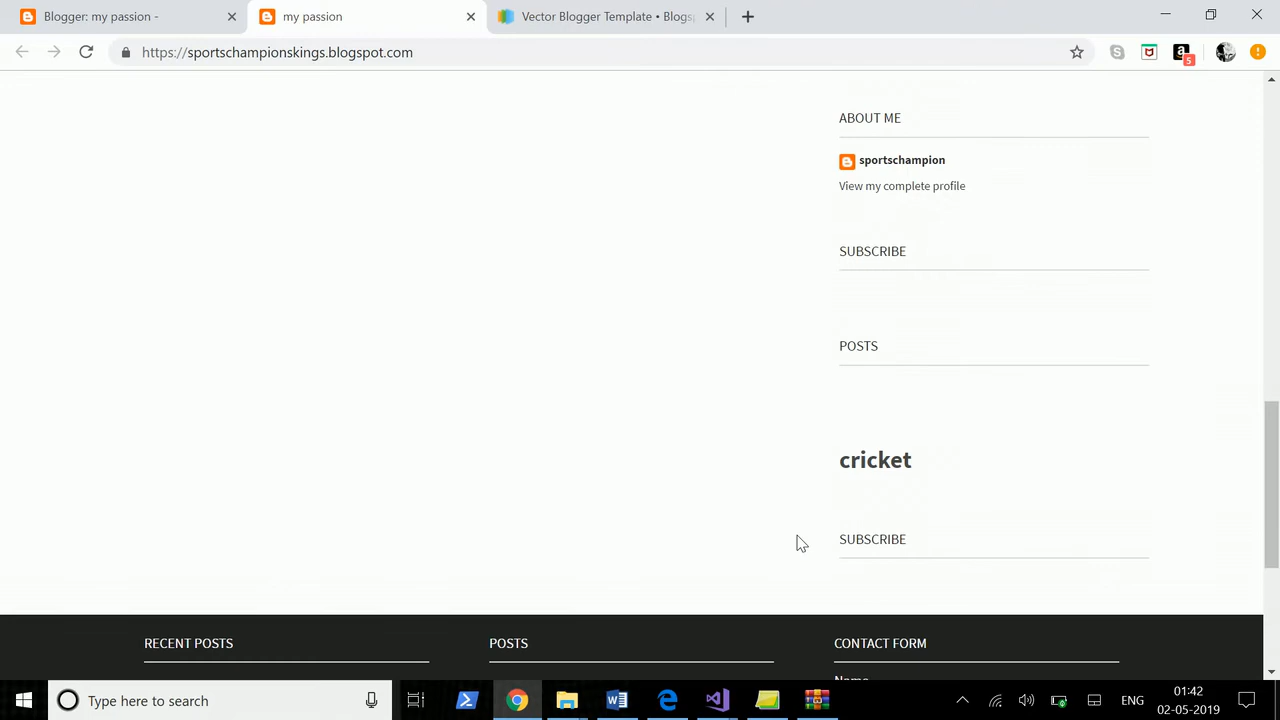 Blogger: my passion -
my passion
Vector Blogger Template • Blogs
https://sportschampionskings.blogspot.com
5
ABOUT ME
sportschampion
View my complete profile
SUBSCRIBE
POSTS
cricket
SUBSCRIBE
RECENT POSTS
POSTS
CONTACT FORM
Name
Type here to search
ENG
01:42
02-05-2019